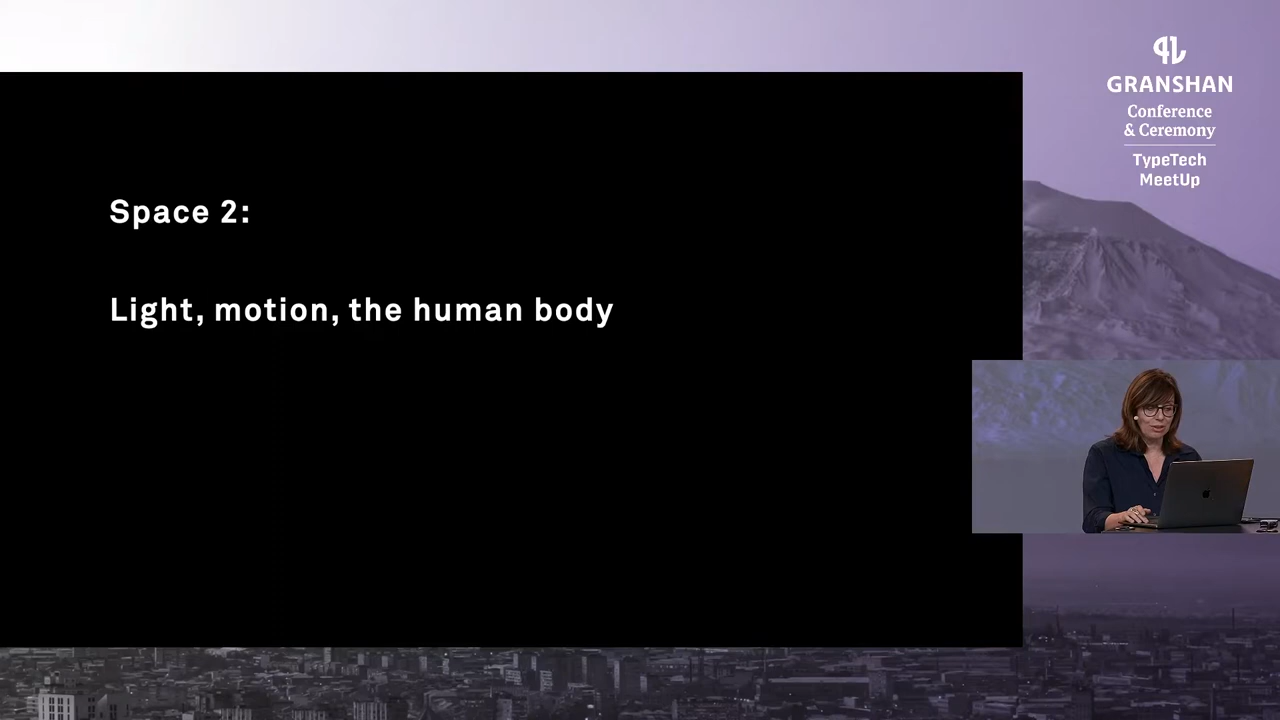 Space 2:
Light, motion, the human body
GRANSHAN
Conference
& Ceremony
TypeTech
MeetUp